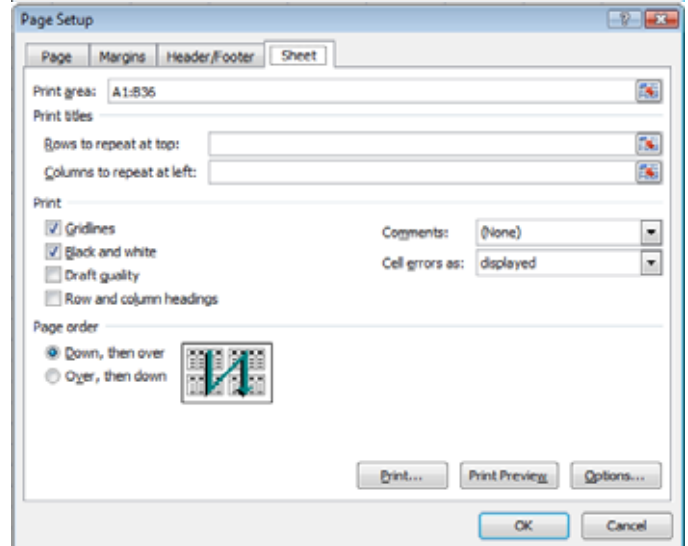 Page Setup
Page Margins Header/Footer Sheet
Print area: A1:B36
Print titles
Rows to repeat at top:
Columns to repeat at left:
Print
Gridlines
Black and white
Draft quality
Row and column headings
Comments: (None)
Cell errors as: displayed
Page order
Down, then over
Over, then down
Print... Print Preview Options...
OK Cancel